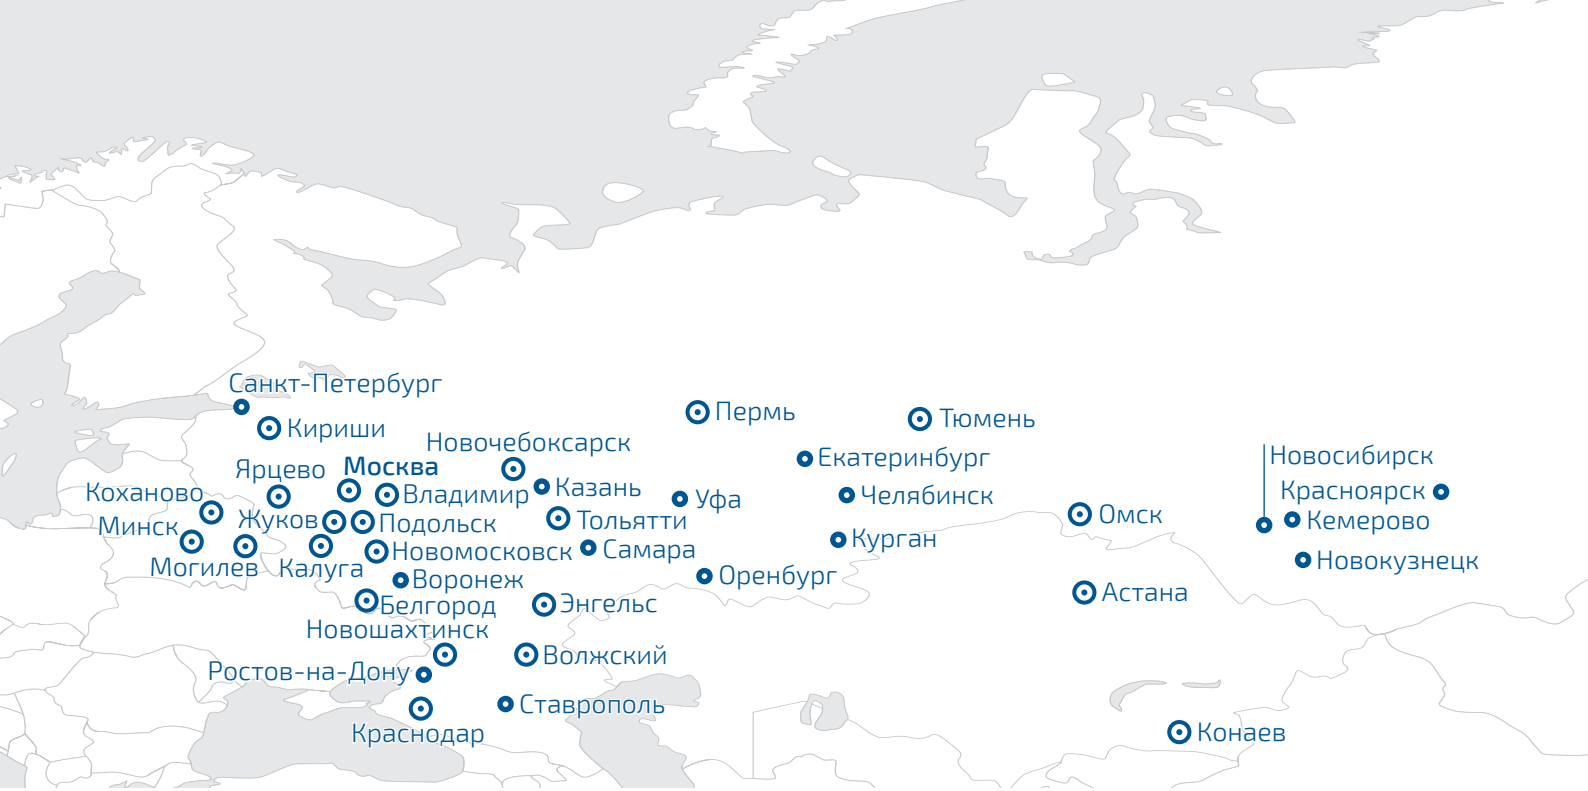 Санкт-Петербург
Кириши
Пермь
Тюмень
Новочебоксарск
Екатеринбург
Новосибирск
Ярцево
Москва
Владимир
Казань
Уфа
Челябинск
Красноярск
Коханово
Жуков
Подольск
Тольятти
Омск
Кемерово
Минск
Могилев
Калуга
Новомосковск
Самара
Курган
Новокузнецк
Воронеж
Оренбург
Белгород
Энгельс
Астана
Новошахтинск
Волжский
Ростов-на-Дону
Ставрополь
Краснодар
Конаев